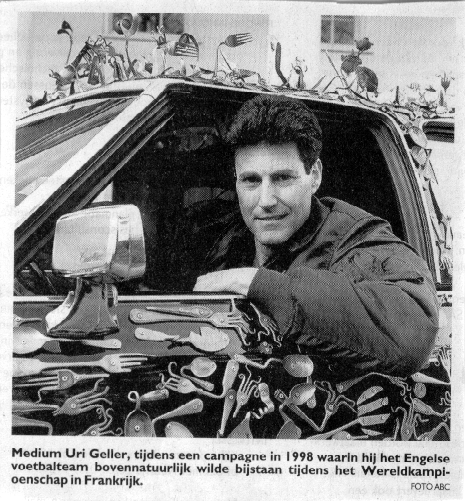 Medium Uri Geller, tijdens een campagne in 1998 waarin hij het Engelse
voetbalteam bovennatuurlijk wilde bijstaan tijdens het Wereldkampi-
oenschap in Frankrijk.
FOTO ABC